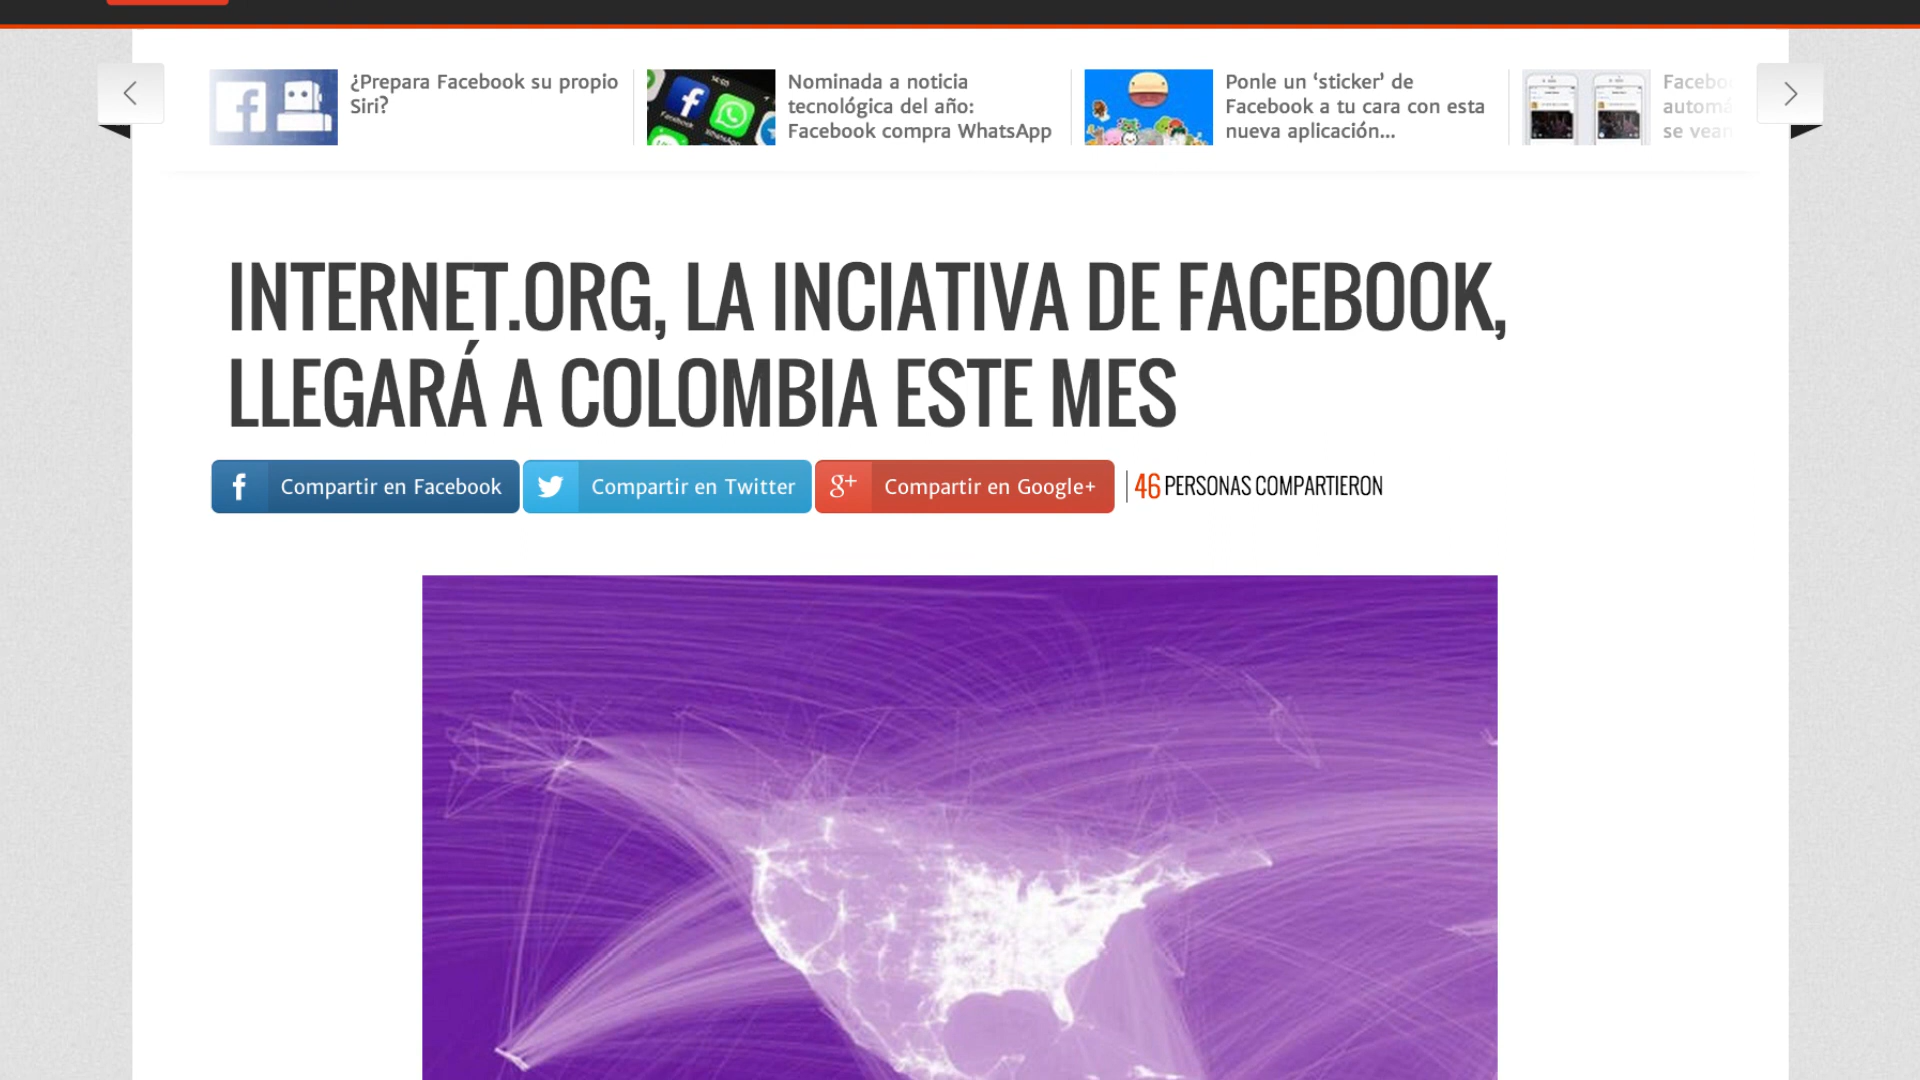 ¿Prepara Facebook su propio
Siri?
Nominada a noticia
tecnológica del año:
Facebook compra WhatsApp
Ponle un ‘sticker’ de
Facebook a tu cara con esta
nueva aplicación...
se vean
INTERNET.ORG, LA INCIATIVA DE FACEBOOK,
LLEGARÁ A COLOMBIA ESTE MES
Compartir en Facebook
Compartir en Twitter
g+ Compartir en Google+
46 PERSONAS COMPARTIERON